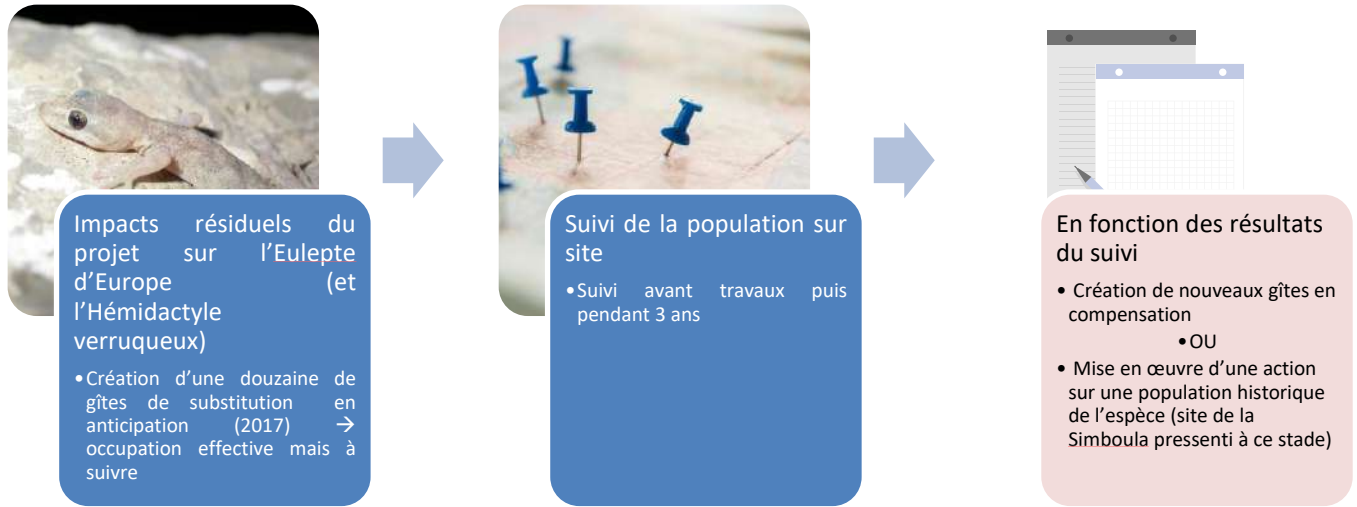 Impacts résiduels du
projet sur l’Eulepte
d’Europe (et
l’Hémidactyle
verruqueux)
•Création d’une douzaine de
gîtes de substitution en
anticipation (2017) →
occupation effective mais à
suivre
Suivi de la population sur
site
•Suivi avant travaux puis
pendant 3 ans
En fonction des résultats
du suivi
• Création de nouveaux gîtes en
compensation
•OU
• Mise en œuvre d’une action
sur une population historique
de l’espèce (site de la
Simboula pressenti à ce stade)